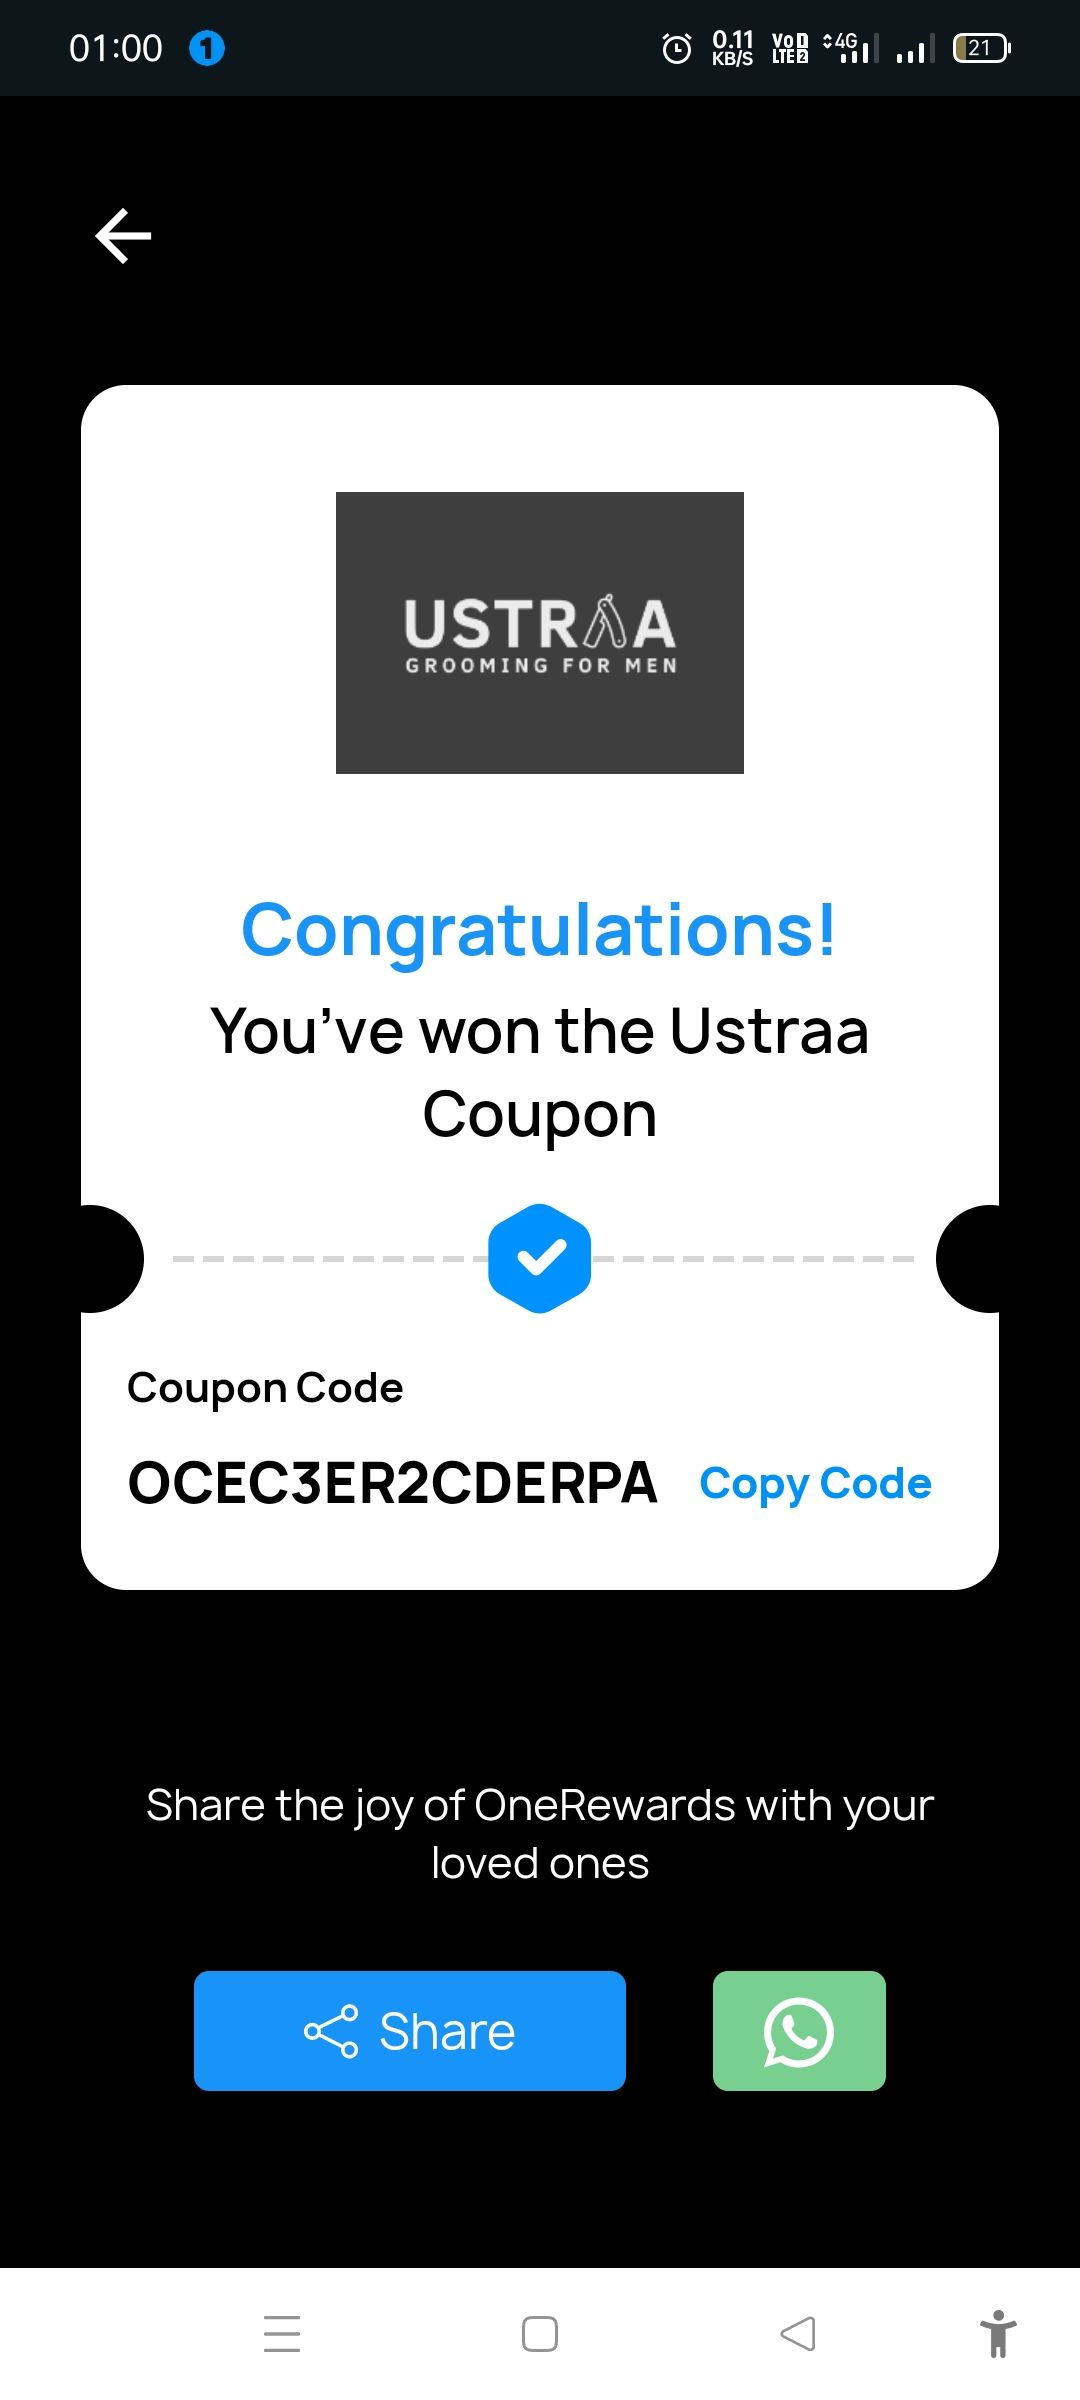 01:00 1 0.11 KB/S Vo 1 LTE 2 4G 21
USTRAA
GROOMING FOR MEN
Congratulations!
You've won the Ustraa
Coupon
Coupon Code
OCEC3ER2CDERPA Copy Code
Share the joy of OneRewards with your
loved ones
Share